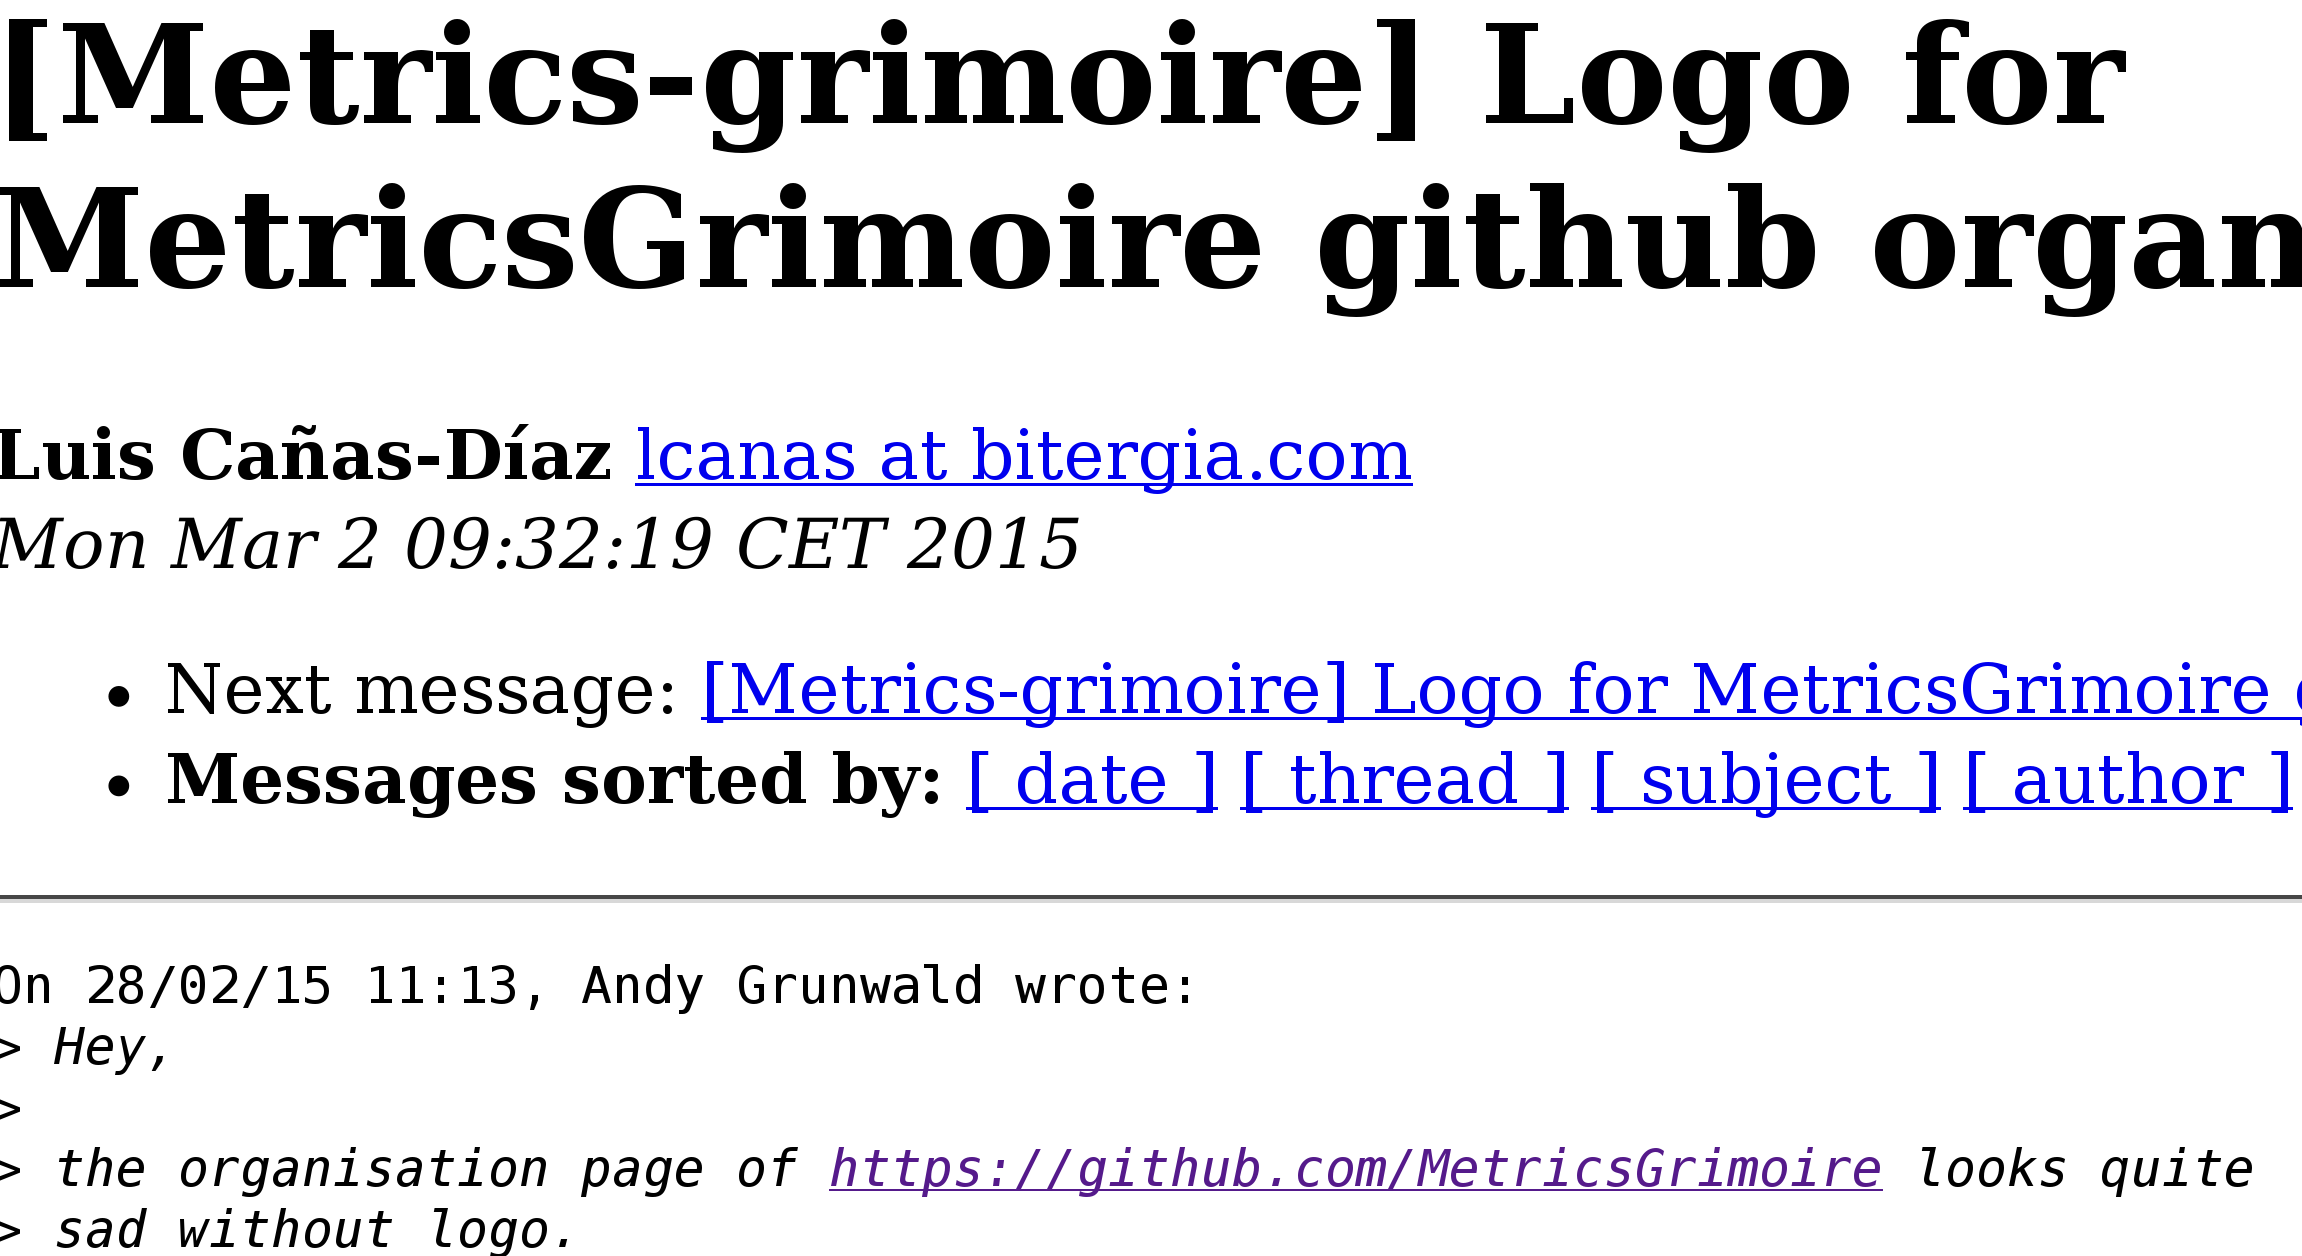 [Metrics-grimoire] Logo for
MetricsGrimoire github organ
Luis Cañas-Díaz lcanas at bitergia.com
Mon Mar 2 09:32:19 CET 2015
• Next message: [Metrics-grimoire] Logo for MetricsGrimoire
• Messages sorted by: [ date ] [ thread ] [ subject ] [ author ]
On 28/02/15 11:13, Andy Grunwald wrote:
> Hey,
>
> the organisation page of https://github.com/MetricsGrimoire looks quite
> sad without logo.